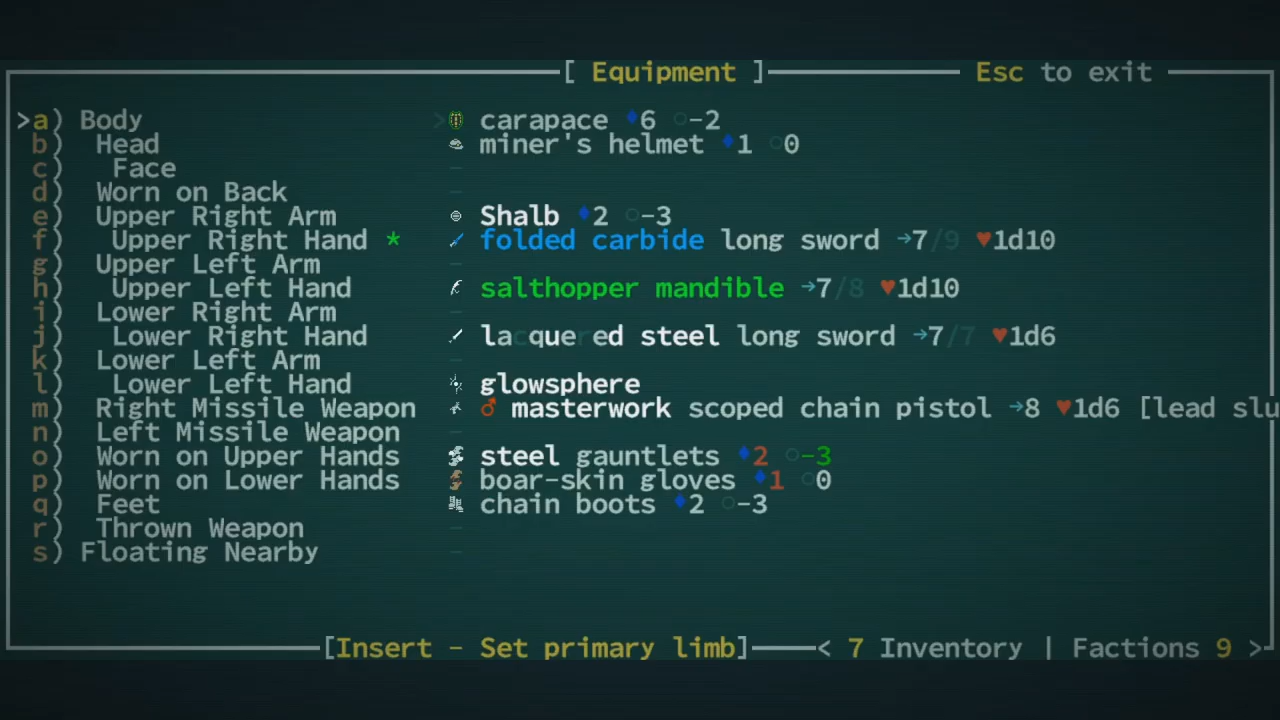 [ Equipment ] Esc to exit
>a) Body > carapace ♦6 ○-2
b) Head miner's helmet ♦1 ○0
c) Face -
d) Worn on Back -
e) Upper Right Arm Shalb ♦2 ○-3
f) Upper Right Hand * folded carbide long sword →7/9 ♥1d10
g) Upper Left Arm -
h) Upper Left Hand salthopper mandible →7/8 ♥1d10
i) Lower Right Arm -
j) Lower Right Hand lacquered steel long sword →7/7 ♥1d6
k) Lower Left Arm -
l) Lower Left Hand glowsphere
m) Right Missile Weapon ♂ masterwork scoped chain pistol →8 ♥1d6 [lead slu
n) Left Missile Weapon -
o) Worn on Upper Hands steel gauntlets ♦2 ○-3
p) Worn on Lower Hands boar-skin gloves ♦1 ○0
q) Feet chain boots ♦2 ○-3
r) Thrown Weapon -
s) Floating Nearby -
[Insert - Set primary limb] < 7 Inventory | Factions 9 >